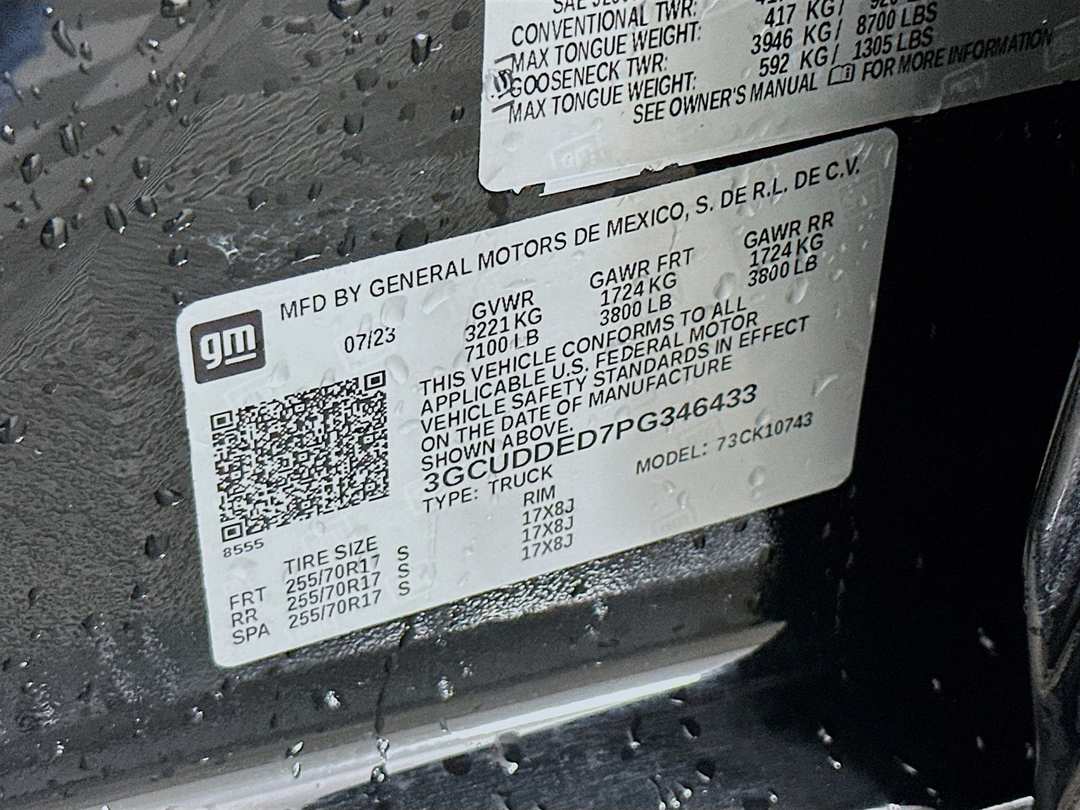 CONVENTIONAL TWR:
MAX TONGUE WEIGHT: 417 KG/
GOOSENECK TWR: 3946 KG/ 8700 LBS
MAX TONGUE WEIGHT: 592 KG/ 1305 LBS
SEE OWNER'S MANUAL FOR MORE INFORMATION
MFD BY GENERAL MOTORS DE MEXICO, S. DE R.L. DE C.V.
gm
07/23 GVWR GAWR FRT GAWR RR
3221 KG 1724 KG 1724 KG
7100 LB 3800 LB 3800 LB
THIS VEHICLE CONFORMS TO ALL
APPLICABLE U.S. FEDERAL MOTOR
VEHICLE SAFETY STANDARDS IN EFFECT
ON THE DATE OF MANUFACTURE
SHOWN ABOVE.
3GCUDDED7PG346433
TYPE: TRUCK MODEL: 73CK10743
8555
TIRE SIZE RIM
FRT 255/70R17 S 17X8J
RR 255/70R17 S 17X8J
SPA 255/70R17 S 17X8J